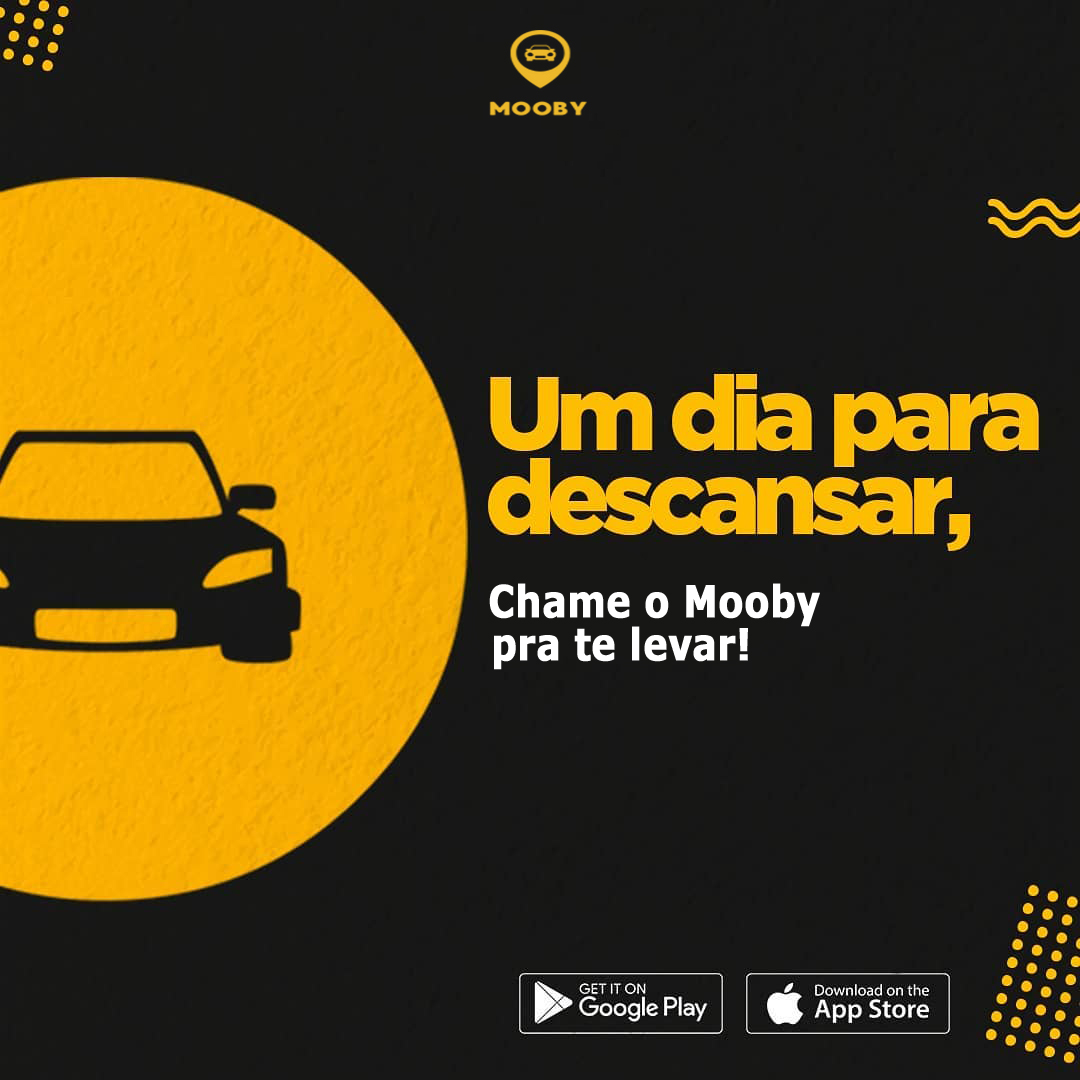 MOOBY
Um dia para
descansar,
Chame o Mooby
pra te levar!
GET IT ON
Google Play
Download on the
App Store